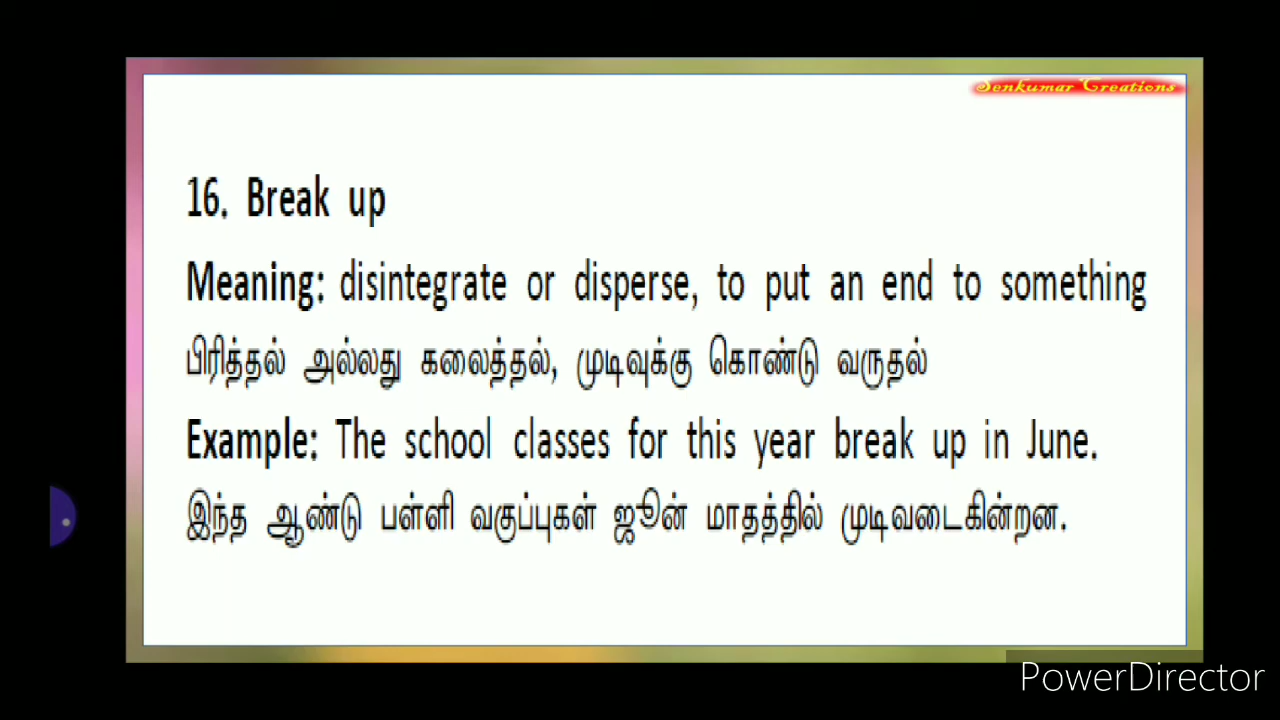 Senkumar Creations
16. Break up
Meaning: disintegrate or disperse, to put an end to something
பிரித்தல் அல்லது கலைத்தல், முடிவுக்கு கொண்டு வருதல்
Example: The school classes for this year break up in June.
இந்த ஆண்டு பள்ளி வகுப்புகள் ஜூன் மாதத்தில் முடிவடைகின்றன.
PowerDirector